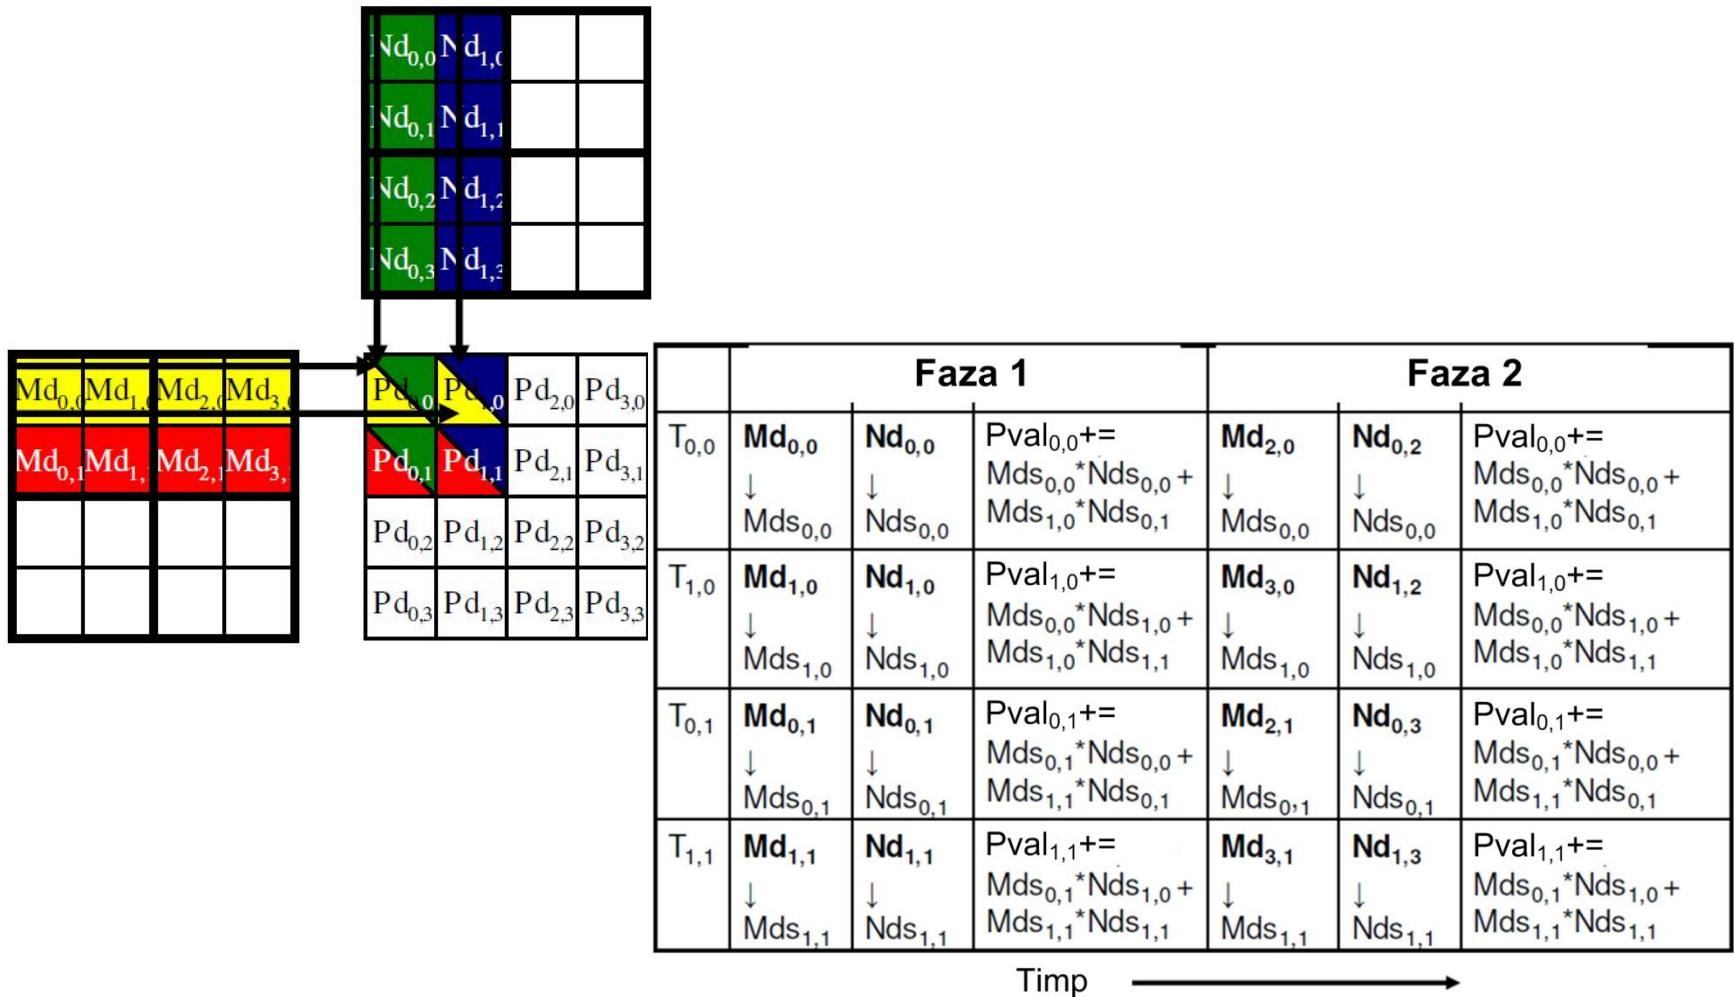 Nd0,0 Nd1,0
Nd0,1 Nd1,1
Nd0,2 Nd1,2
Nd0,3 Nd1,3
Md0,0 Md1,0 Md2,0 Md3,0
Md0,1 Md1, Md2,1 Md3,
Pd0,0 Pd1,0 Pd2,0 Pd3,0
Pd0,1 Pd1,1 Pd2,1 Pd3,1
Pd0,2 Pd1,2 Pd2,2 Pd3,2
Pd0,3 Pd1,3 Pd2,3 Pd3,3
Faza 1 Faza 2
T0,0 Md0,0 Nd0,0 Pval0,0+= Md2,0 Nd0,2 Pval0,0+=
↓ ↓ Mds0,0*Nds0,0 + ↓ ↓ Mds0,0*Nds0,0 +
Mds0,0 Nds0,0 Mds1,0*Nds0,1 Mds0,0 Nds0,0 Mds1,0*Nds0,1
T1,0 Md1,0 Nd1,0 Pval1,0+= Md3,0 Nd1,2 Pval1,0+=
↓ ↓ Mds0,0*Nds1,0 + ↓ ↓ Mds0,0*Nds1,0 +
Mds1,0 Nds1,0 Mds1,0*Nds1,1 Mds1,0 Nds1,0 Mds1,0*Nds1,1
T0,1 Md0,1 Nd0,1 Pval0,1+= Md2,1 Nd0,3 Pval0,1+=
↓ ↓ Mds0,1*Nds0,0 + ↓ ↓ Mds0,1*Nds0,0 +
Mds0,1 Nds0,1 Mds1,1*Nds0,1 Mds0,1 Nds0,1 Mds1,1*Nds0,1
T1,1 Md1,1 Nd1,1 Pval1,1+= Md3,1 Nd1,3 Pval1,1+=
↓ ↓ Mds0,1*Nds1,0 + ↓ ↓ Mds0,1*Nds1,0 +
Mds1,1 Nds1,1 Mds1,1*Nds1,1 Mds1,1 Nds1,1 Mds1,1*Nds1,1
Timp